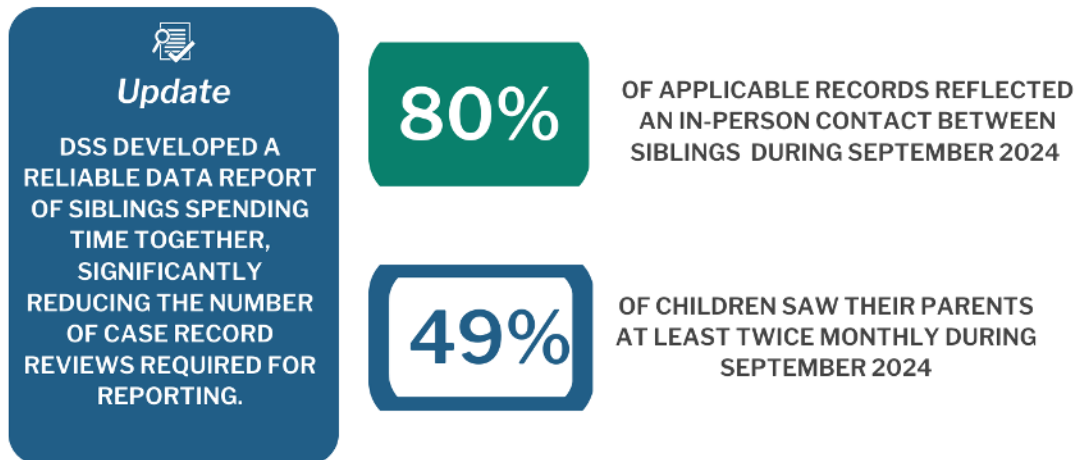 Update
DSS DEVELOPED A
RELIABLE DATA REPORT
OF SIBLINGS SPENDING
TIME TOGETHER,
SIGNIFICANTLY
REDUCING THE NUMBER
OF CASE RECORD
REVIEWS REQUIRED FOR
REPORTING.
80%
OF APPLICABLE RECORDS REFLECTED
AN IN-PERSON CONTACT BETWEEN
SIBLINGS DURING SEPTEMBER 2024
49%
OF CHILDREN SAW THEIR PARENTS
AT LEAST TWICE MONTHLY DURING
SEPTEMBER 2024